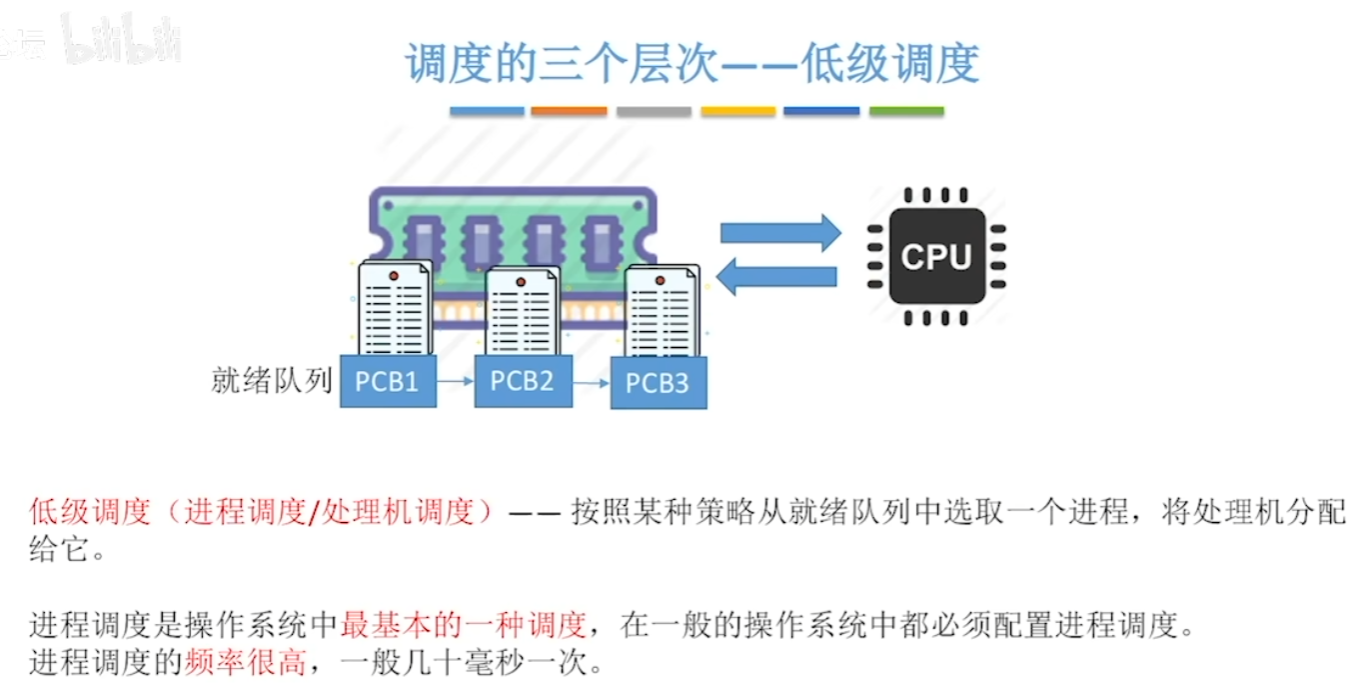 bilibili
调度的三个层次——低级调度
CPU
就绪队列
PCB1
PCB2
PCB3
低级调度（进程调度/处理机调度）—— 按照某种策略从就绪队列中选取一个进程，将处理机分配
给它。
进程调度是操作系统中最基本的一种调度，在一般的操作系统中都必须配置进程调度。
进程调度的频率很高，一般几十毫秒一次。